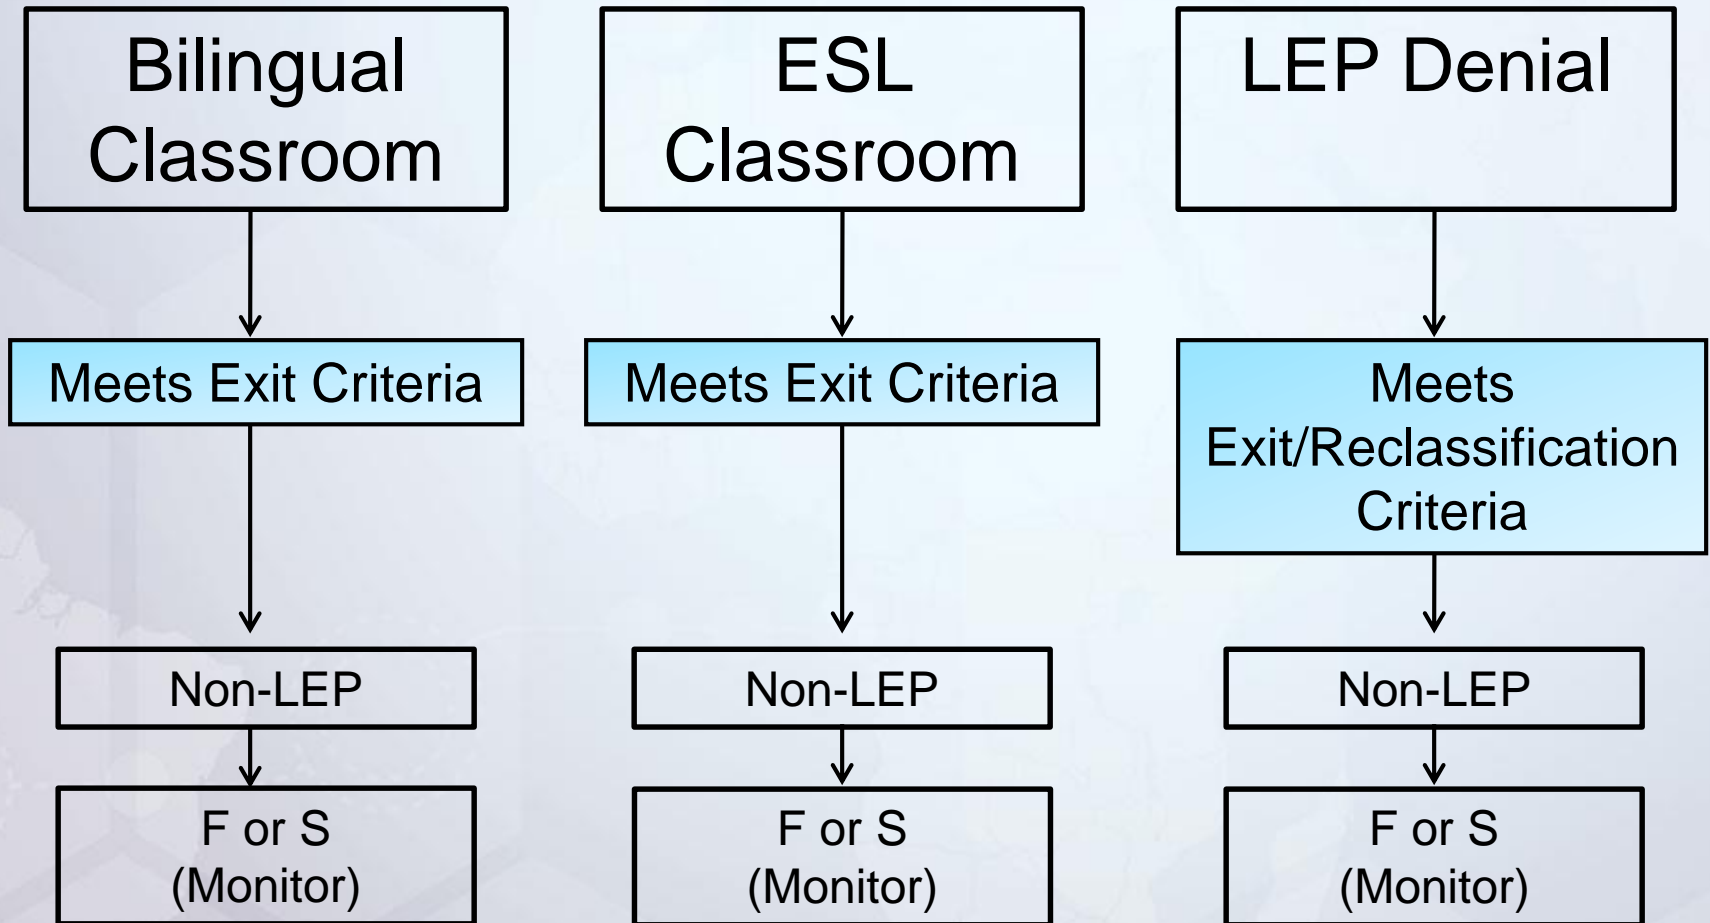 Bilingual
Classroom
Meets Exit Criteria
Non-LEP
F or S
(Monitor)
ESL
Classroom
Meets Exit Criteria
Non-LEP
F or S
(Monitor)
LEP Denial
Meets
Exit/Reclassification
Criteria
Non-LEP
F or S
(Monitor)